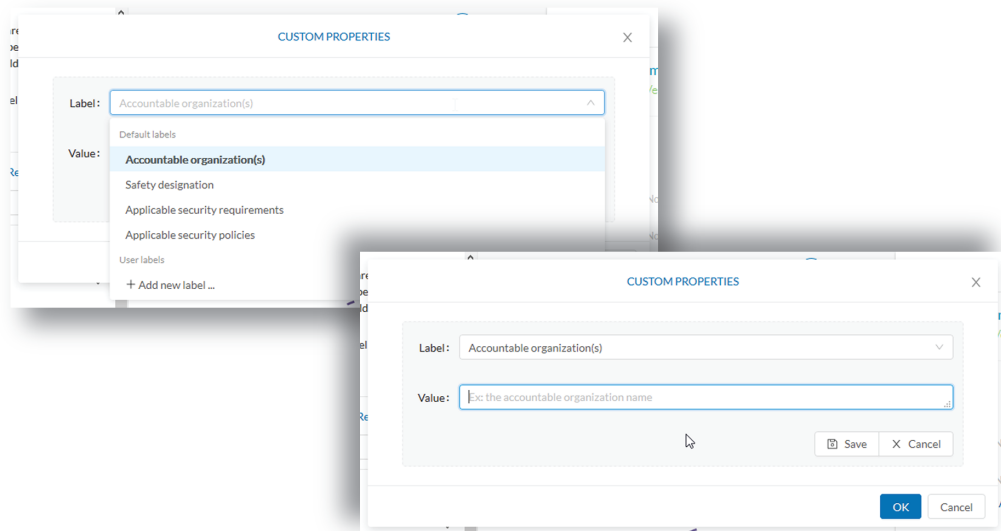 CUSTOM PROPERTIES
Label:
Accountable organization(s)
Default labels
Value:
Accountable organization(s)
Safety designation
Applicable security requirements
Applicable security policies
User labels
+ Add new label ...
CUSTOM PROPERTIES
Label:
Accountable organization(s)
Value:
Ex: the accountable organization name
Save
Cancel
OK
Cancel